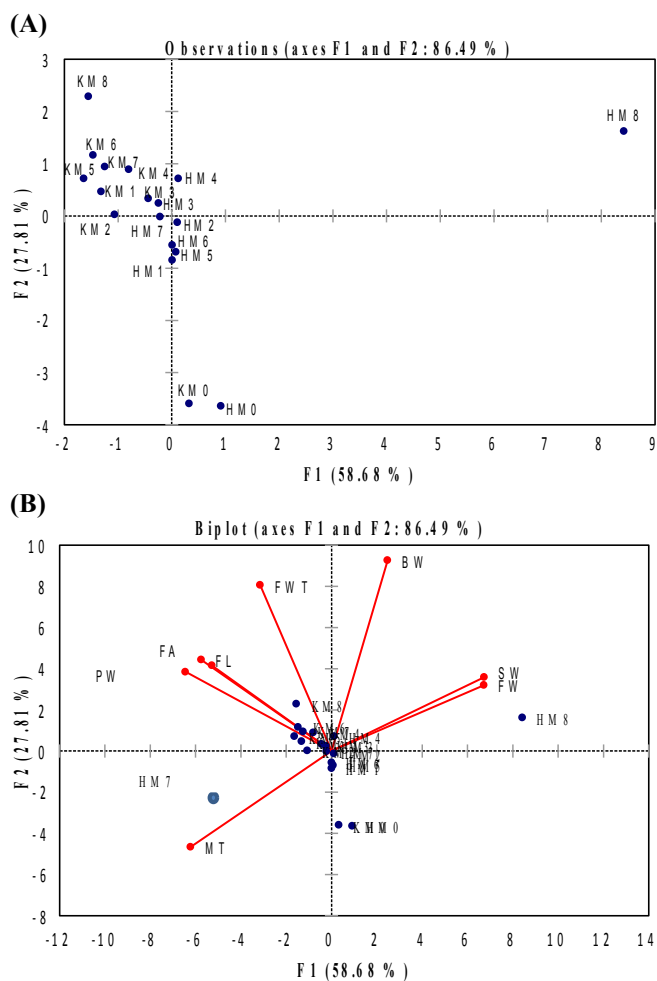 (A)
Observations (axes F1 and F2: 86.49 %)
3
2
1
0
-1
-2
-3
-4
F2 (27.81 %)
KM8
HM8
KM6
KM7
KM5
KM4
HM4
KM1
KM3
HM3
KM2
HM7
HM2
HM6
HM5
HM1
KM0
HM0
-2
-1
0
1
2
3
4
5
6
7
8
9
F1 (58.68 %)
(B)
Biplot (axes F1 and F2: 86.49 %)
10
8
6
4
2
0
-2
-4
-6
-8
F2 (27.81 %)
BW
FWT
FA
FL
PW
SW
FW
KM8
HM8
HM7
MT
HM0
-12
-10
-8
-6
-4
-2
0
2
4
6
8
10
12
14
F1 (58.68 %)